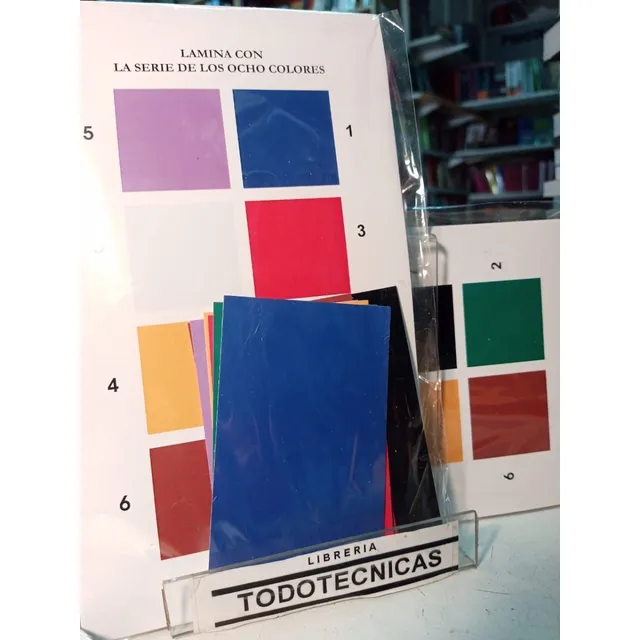 LAMINA CON
LA SERIE DE LOS OCHO COLORES
5
1
3
2
4
6
6
LIBRERIA
TODOTECNICAS